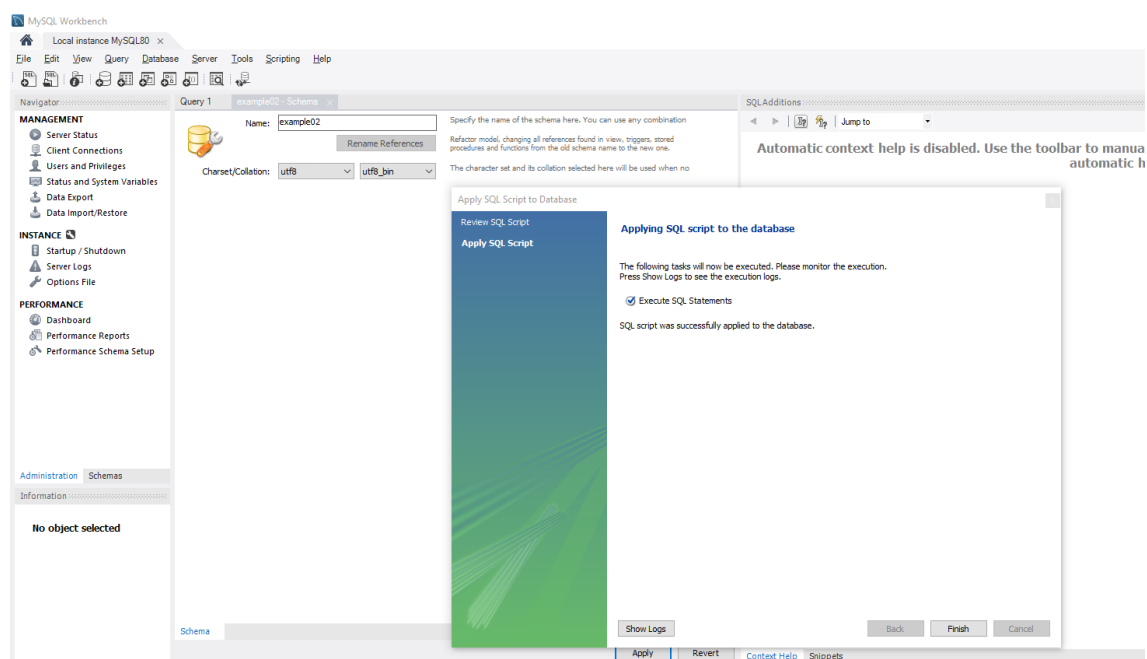 MySQL Workbench
Local instance MySQL80 ×
File Edit View Query Database Server Tools Scripting Help
Navigator
MANAGEMENT
Server Status
Client Connections
Users and Privileges
Status and System Variables
Data Export
Data Import/Restore
INSTANCE
Startup / Shutdown
Server Logs
Options File
PERFORMANCE
Dashboard
Performance Reports
Performance Schema Setup
Administration Schemas
Information
No object selected
Query 1 example02 - Schema ×
Name: example02
Rename References
Charset/Collation: utf8 utf8_bin
Specify the name of the schema here. You can use any combination
Refactor model, changing all references found in view, triggers, stored
procedures and functions from the old schema name to the new one.
The character set and its collation selected here will be used when no
SQLAdditions
Jump to
Automatic context help is disabled. Use the toolbar to manua
automatic h
Apply SQL Script to Database
Review SQL Script
Apply SQL Script
Applying SQL script to the database
The following tasks will now be executed. Please monitor the execution.
Press Show Logs to see the execution logs.
Execute SQL Statements
SQL script was successfully applied to the database.
Show Logs Back Finish Cancel
Schema
Apply Revert
Context Help Snippets